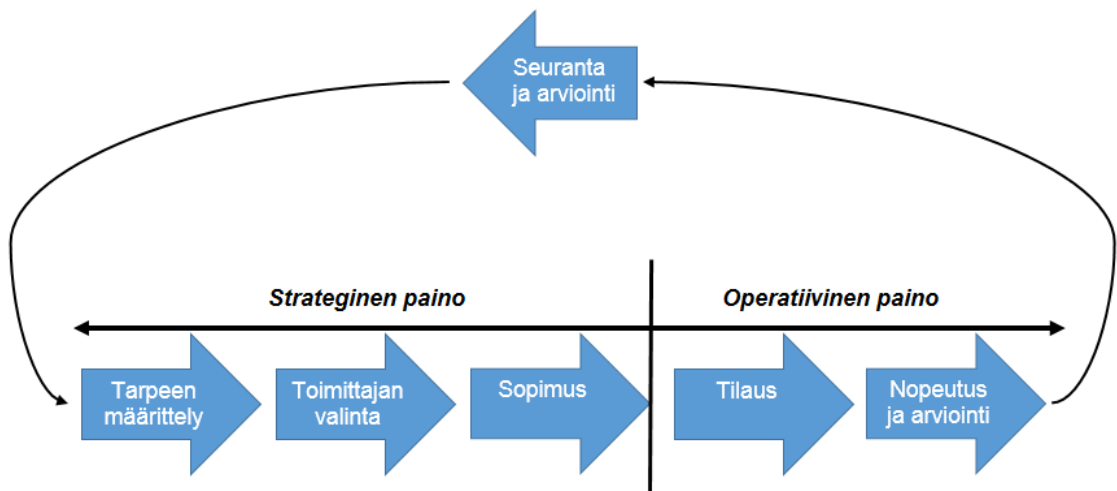 Seuranta
ja arviointi
Strateginen paino
Operatiivinen paino
Tarpeen
määrittely
Toimittajan
valinta
Sopimus
Tilaus
Nopeutus
ja arviointi